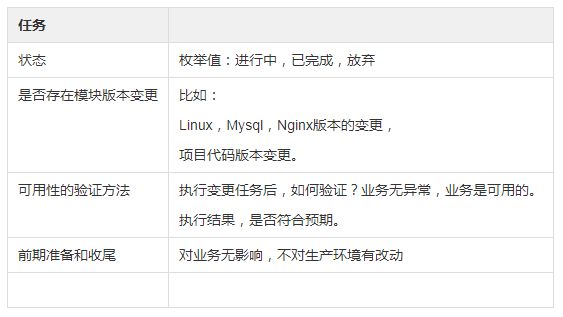 任务
状态
枚举值：进行中，已完成，放弃
是否存在模块版本变更
比如：
Linux，Mysql，Nginx版本的变更，
项目代码版本变更。
可用性的验证方法
执行变更任务后，如何验证？业务无异常，业务是可用的。
执行结果，是否符合预期。
前期准备和收尾
对业务无影响，不对生产环境有改动